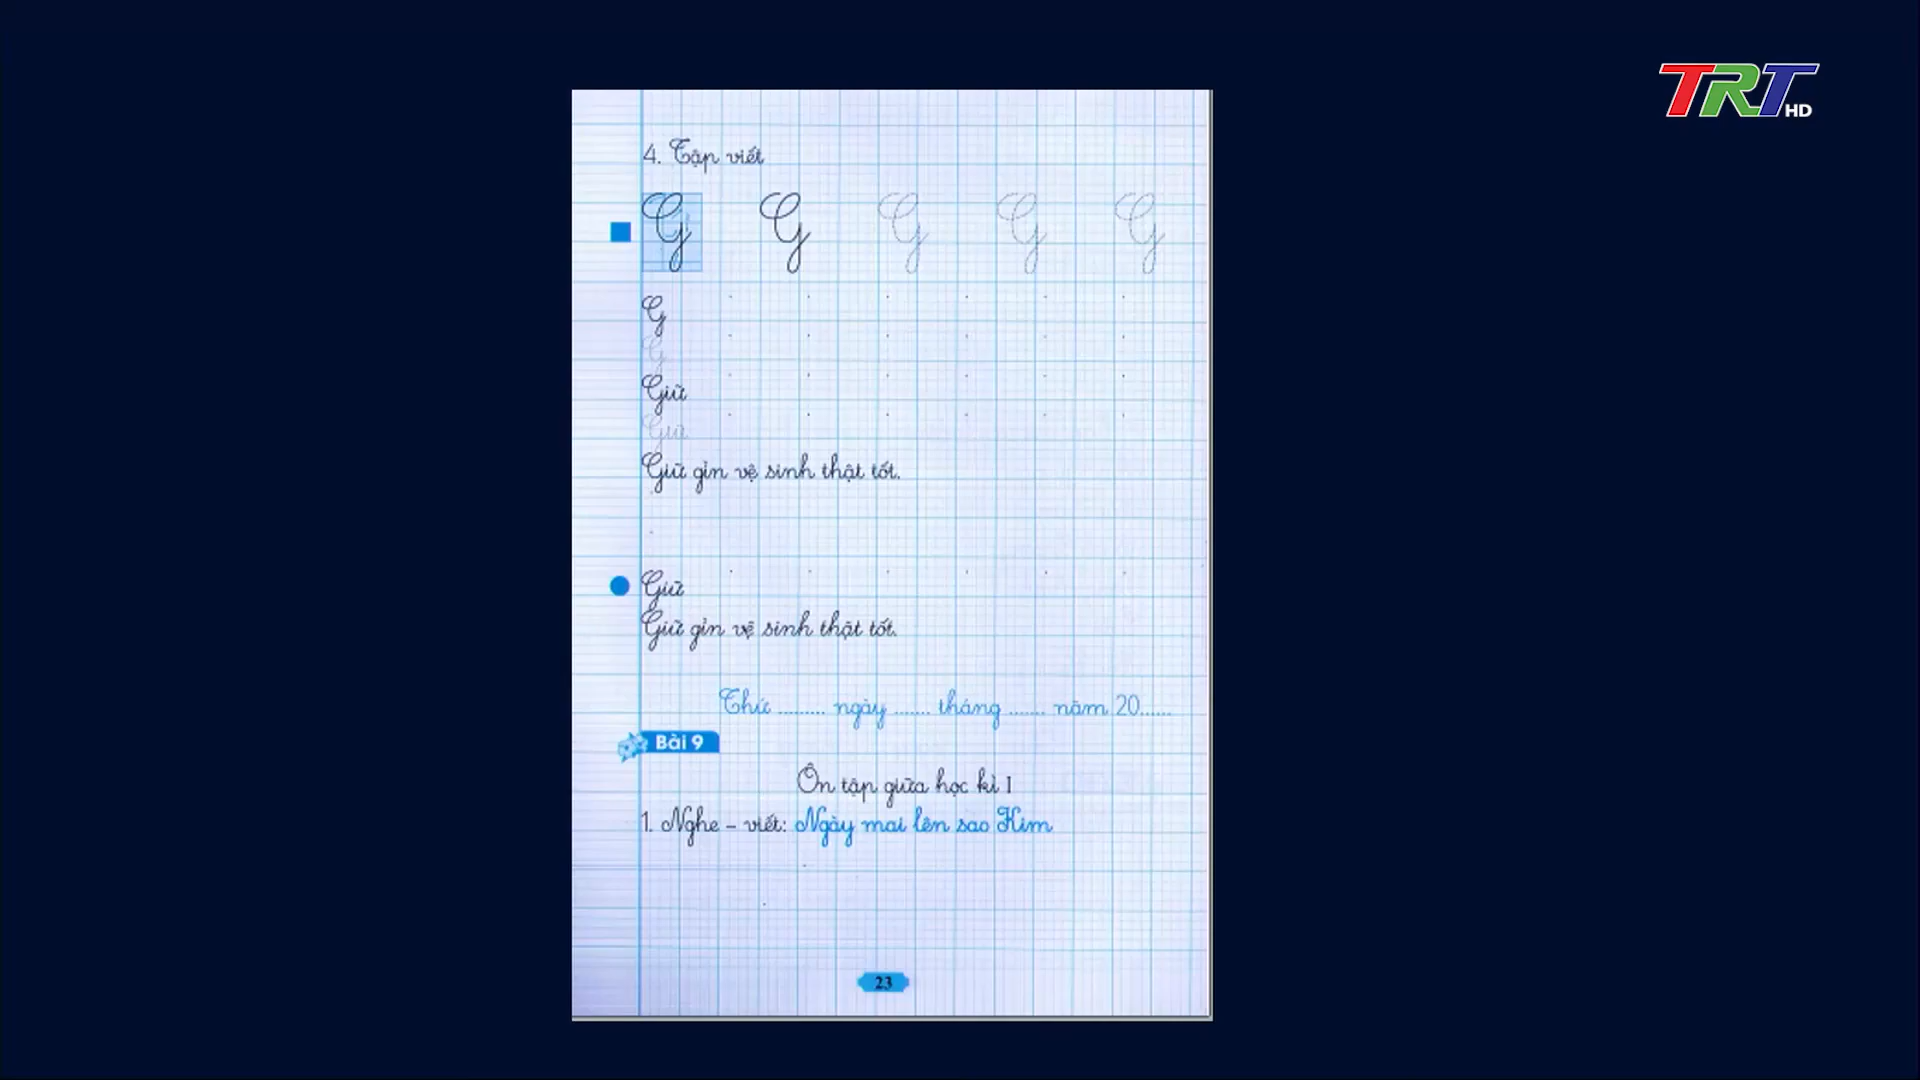 TRT HD
4. Tập viết
G G G G G
G
G
Giữ
Giữ
Giữ gìn vệ sinh thật tốt.
Giữ
Giữ gìn vệ sinh thật tốt.
Thứ ......... ngày ....... tháng ....... năm 20......
Bài 9
Ôn tập giữa học kì 1
1. Nghe – viết: Ngày mai lên sao Kim
23